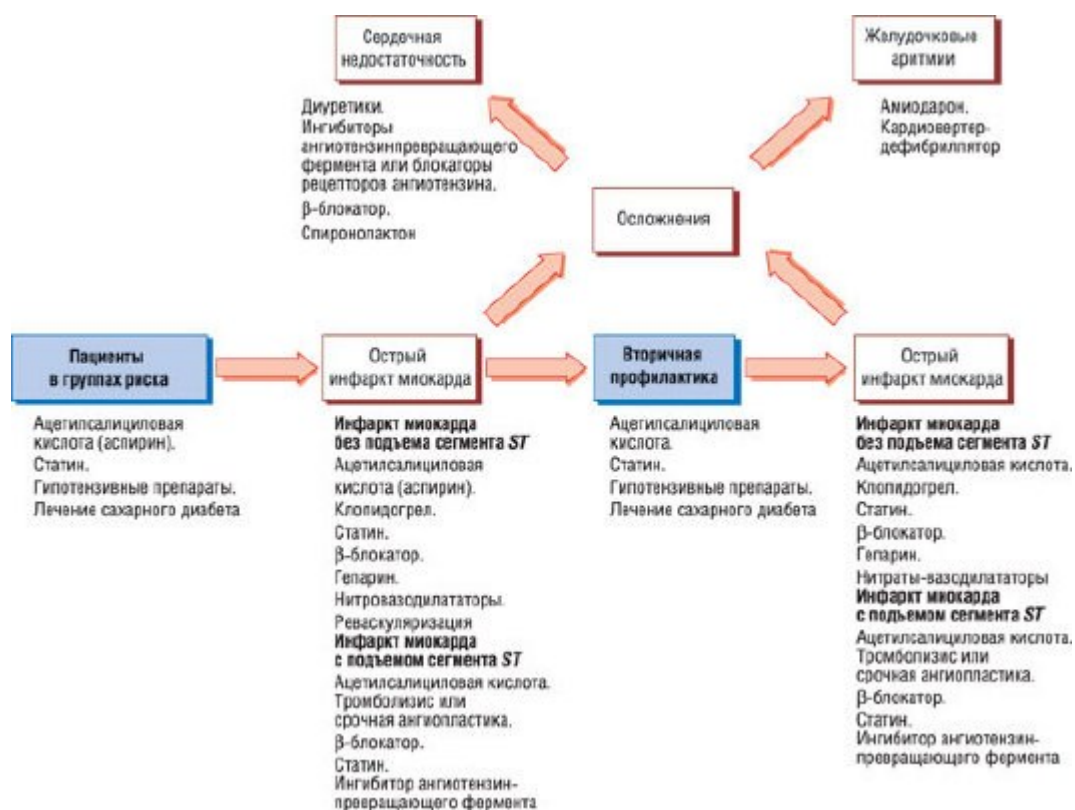 Сердечная
недостаточность
Диуретики.
Ингибиторы
ангиотензинпревращающего
фермента или блокаторы
рецепторов ангиотензина.
β-блокатор.
Спиронолактон
Желудочковые
аритмии
Амиодарон.
Кардиовертер-
дефибриллятор
Осложнения
Пациенты
в группах риска
Ацетилсалициловая
кислота (аспирин).
Статин.
Гипотензивные препараты.
Лечение сахарного диабета
Острый
инфаркт миокарда
Инфаркт миокарда
без подъема сегмента ST
Ацетилсалициловая
кислота (аспирин).
Клопидогрел.
Статин.
β-блокатор.
Гепарин.
Нитровазодилататоры.
Реваскуляризация
Инфаркт миокарда
с подъемом сегмента ST
Ацетилсалициловая кислота.
Тромболизис или
срочная ангиопластика.
β-блокатор.
Статин.
Ингибитор ангиотензин-
превращающего фермента
Вторичная
профилактика
Ацетилсалициловая
кислота.
Статин.
Гипотензивные препараты.
Лечение сахарного диабета
Острый
инфаркт миокарда
Инфаркт миокарда
без подъема сегмента ST
Ацетилсалициловая кислота.
Клопидогрел.
Статин.
β-блокатор.
Гепарин.
Нитраты-вазодилататоры
Инфаркт миокарда
с подъемом сегмента ST
Ацетилсалициловая кислота.
Тромболизис или
срочная ангиопластика.
β-блокатор.
Статин.
Ингибитор ангиотензин-
превращающего фермента